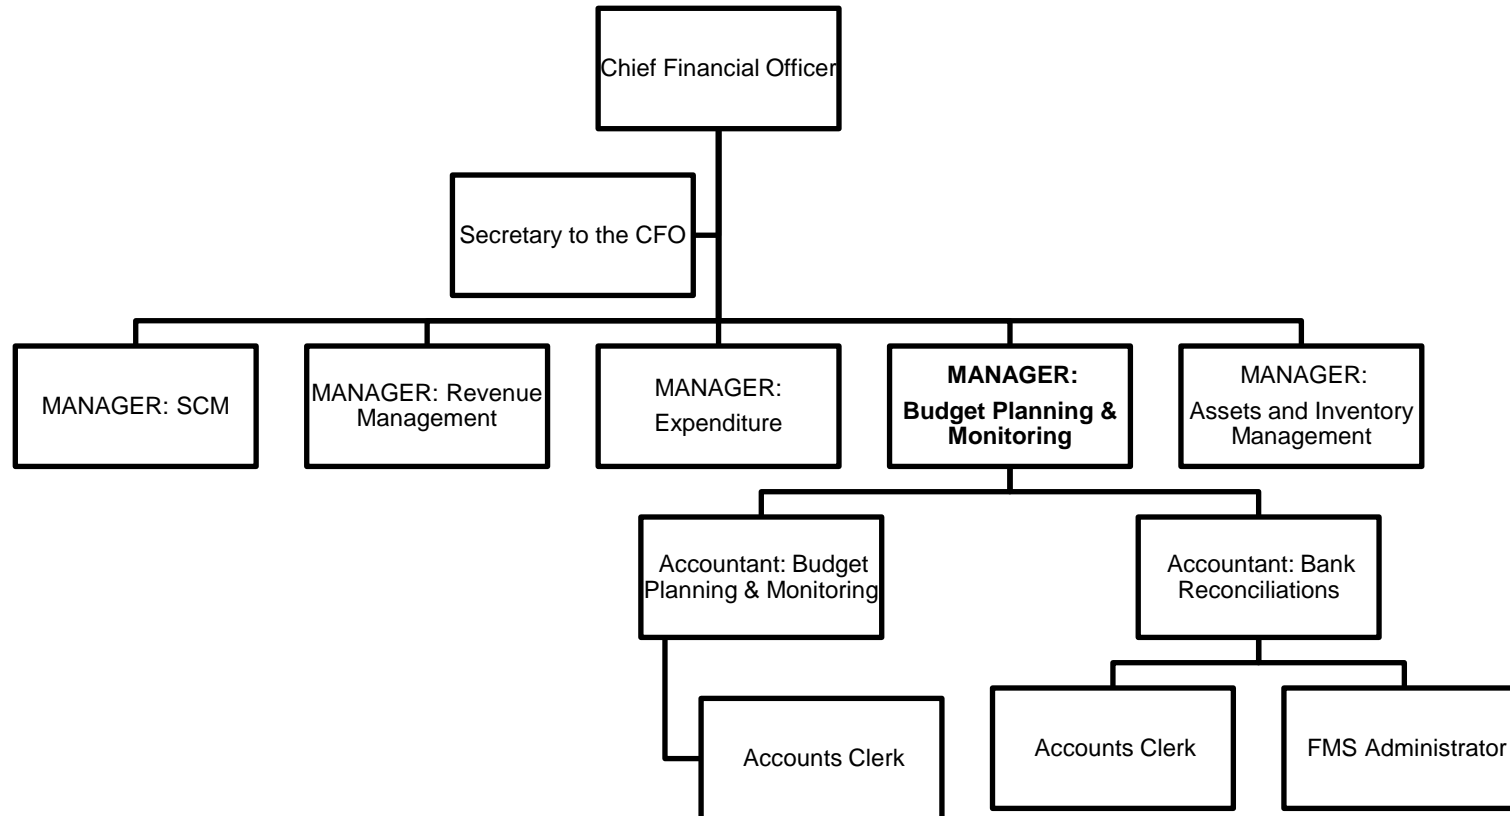 Chief Financial Officer
Secretary to the CFO
MANAGER: SCM
MANAGER: Revenue
Management
MANAGER:
Expenditure
MANAGER:
Budget Planning &
Monitoring
MANAGER:
Assets and Inventory
Management
Accountant: Budget
Planning & Monitoring
Accountant: Bank
Reconciliations
Accounts Clerk
Accounts Clerk
FMS Administrator